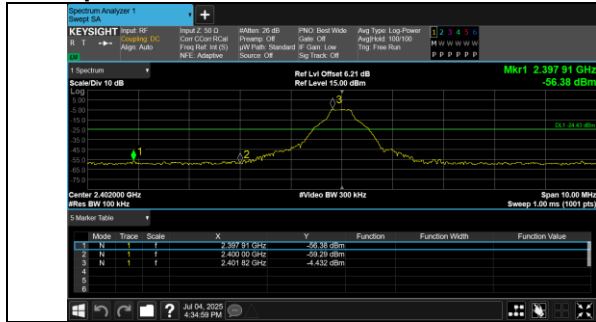 Spectrum Analyzer 1
Swept SA
+
KEYSIGHT Input: RF Input Z: 50 Ω #Atten: 26 dB PNO: Best Wide Avg Type: Log-Power 1 2 3 4 5 6
R T Coupling: DC Corr CCorr RCal Preamp: Off Gate: Off Avg|Hold: 100/100 M W W W W W
Align: Auto Freq Ref: Int (S) µW Path: Standard IF Gain: Low Trig: Free Run P P P P P P
NFE: Adaptive Source: Off Sig Track: Off
1 Spectrum Ref Lvl Offset 6.21 dB Mkr1 2.397 91 GHz
Scale/Div 10 dB Ref Level 15.00 dBm -56.38 dBm
Log
5.00
3
-5.00
-15.0
DL1 -24.43 dBm
-25.0
-35.0
-45.0
1
2
-55.0
-65.0
-75.0
Center 2.402000 GHz #Video BW 300 kHz Span 10.00 MHz
#Res BW 100 kHz Sweep 1.00 ms (1001 pts)
5 Marker Table
Mode Trace Scale X Y Function Function Width Function Value
1 N 1 f 2.397 91 GHz -56.38 dBm
2 N 1 f 2.400 00 GHz -59.29 dBm
3 N 1 f 2.401 82 GHz -4.432 dBm
4
5
6
? Jul 04, 2025
4:34:59 PM